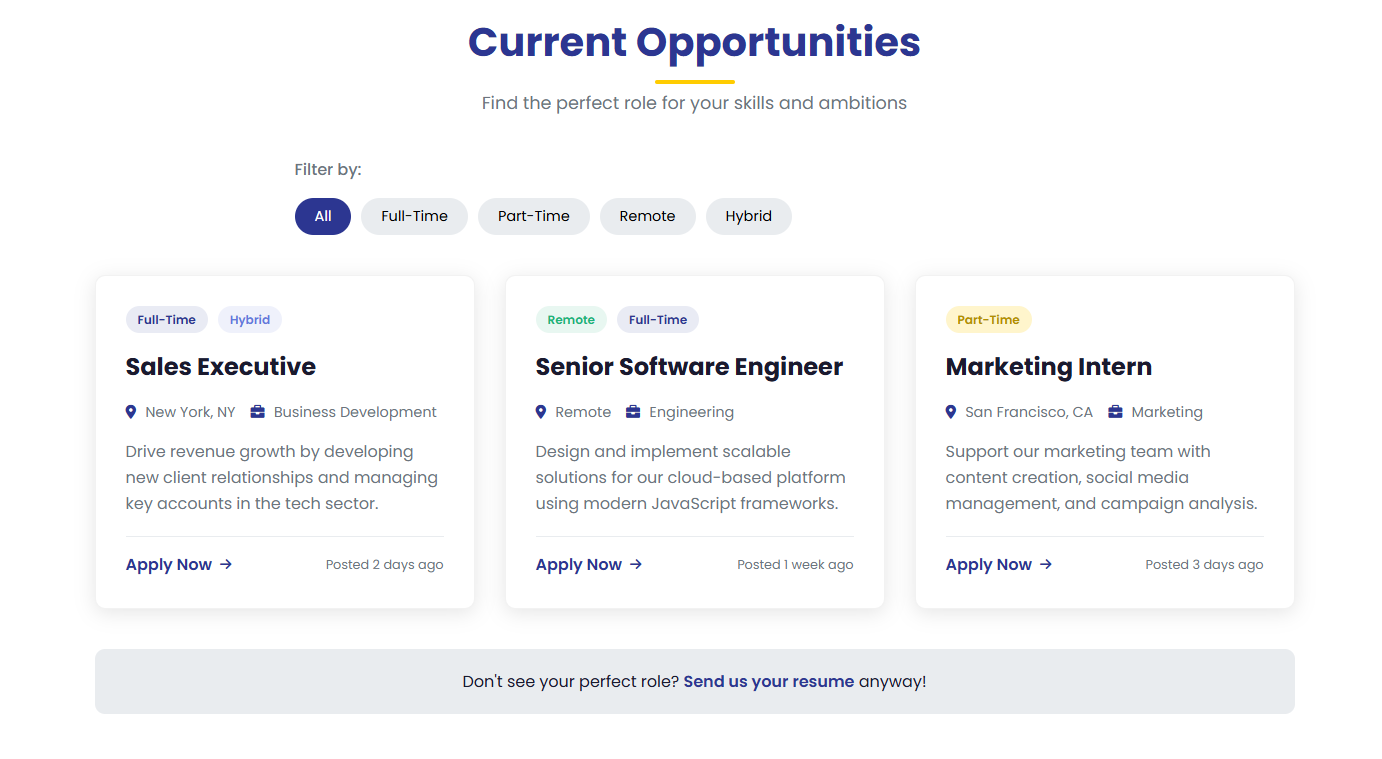 Current Opportunities
Find the perfect role for your skills and ambitions
Filter by:
All Full-Time Part-Time Remote Hybrid
Full-Time Hybrid
Sales Executive
New York, NY Business Development
Drive revenue growth by developing
new client relationships and managing
key accounts in the tech sector.
Apply Now → Posted 2 days ago
Remote Full-Time
Senior Software Engineer
Remote Engineering
Design and implement scalable
solutions for our cloud-based platform
using modern JavaScript frameworks.
Apply Now → Posted 1 week ago
Part-Time
Marketing Intern
San Francisco, CA Marketing
Support our marketing team with
content creation, social media
management, and campaign analysis.
Apply Now → Posted 3 days ago
Don't see your perfect role? Send us your resume anyway!